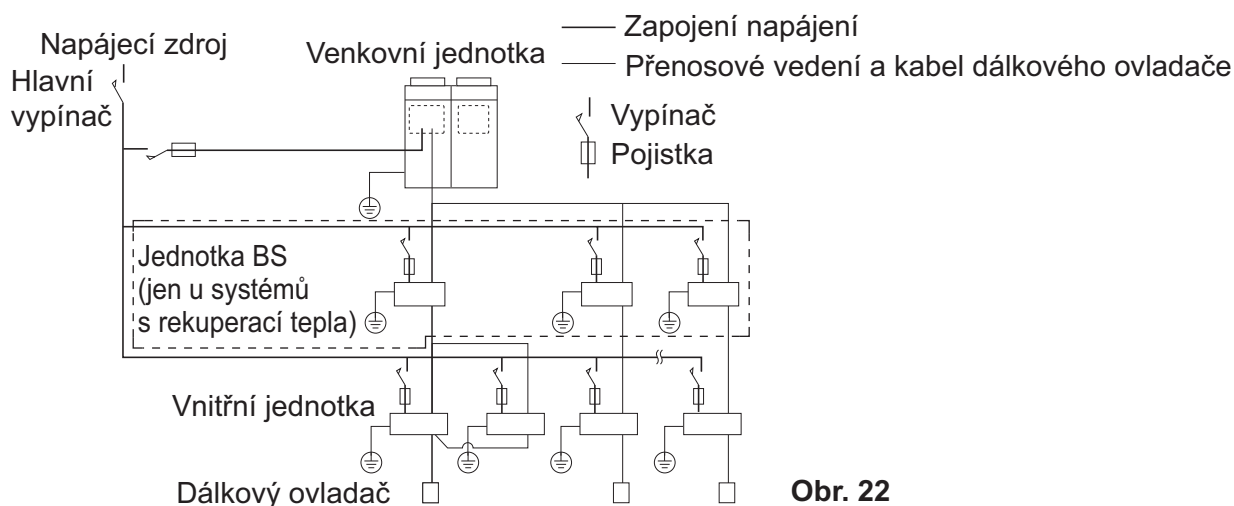 Napájecí zdroj
Hlavní
vypínač
Venkovní jednotka
Zapojení napájení
Přenosové vedení a kabel dálkového ovladače
Vypínač
Pojistka
Jednotka BS
(jen u systémů
s rekuperací tepla)
Vnitřní jednotka
Dálkový ovladač
Obr. 22